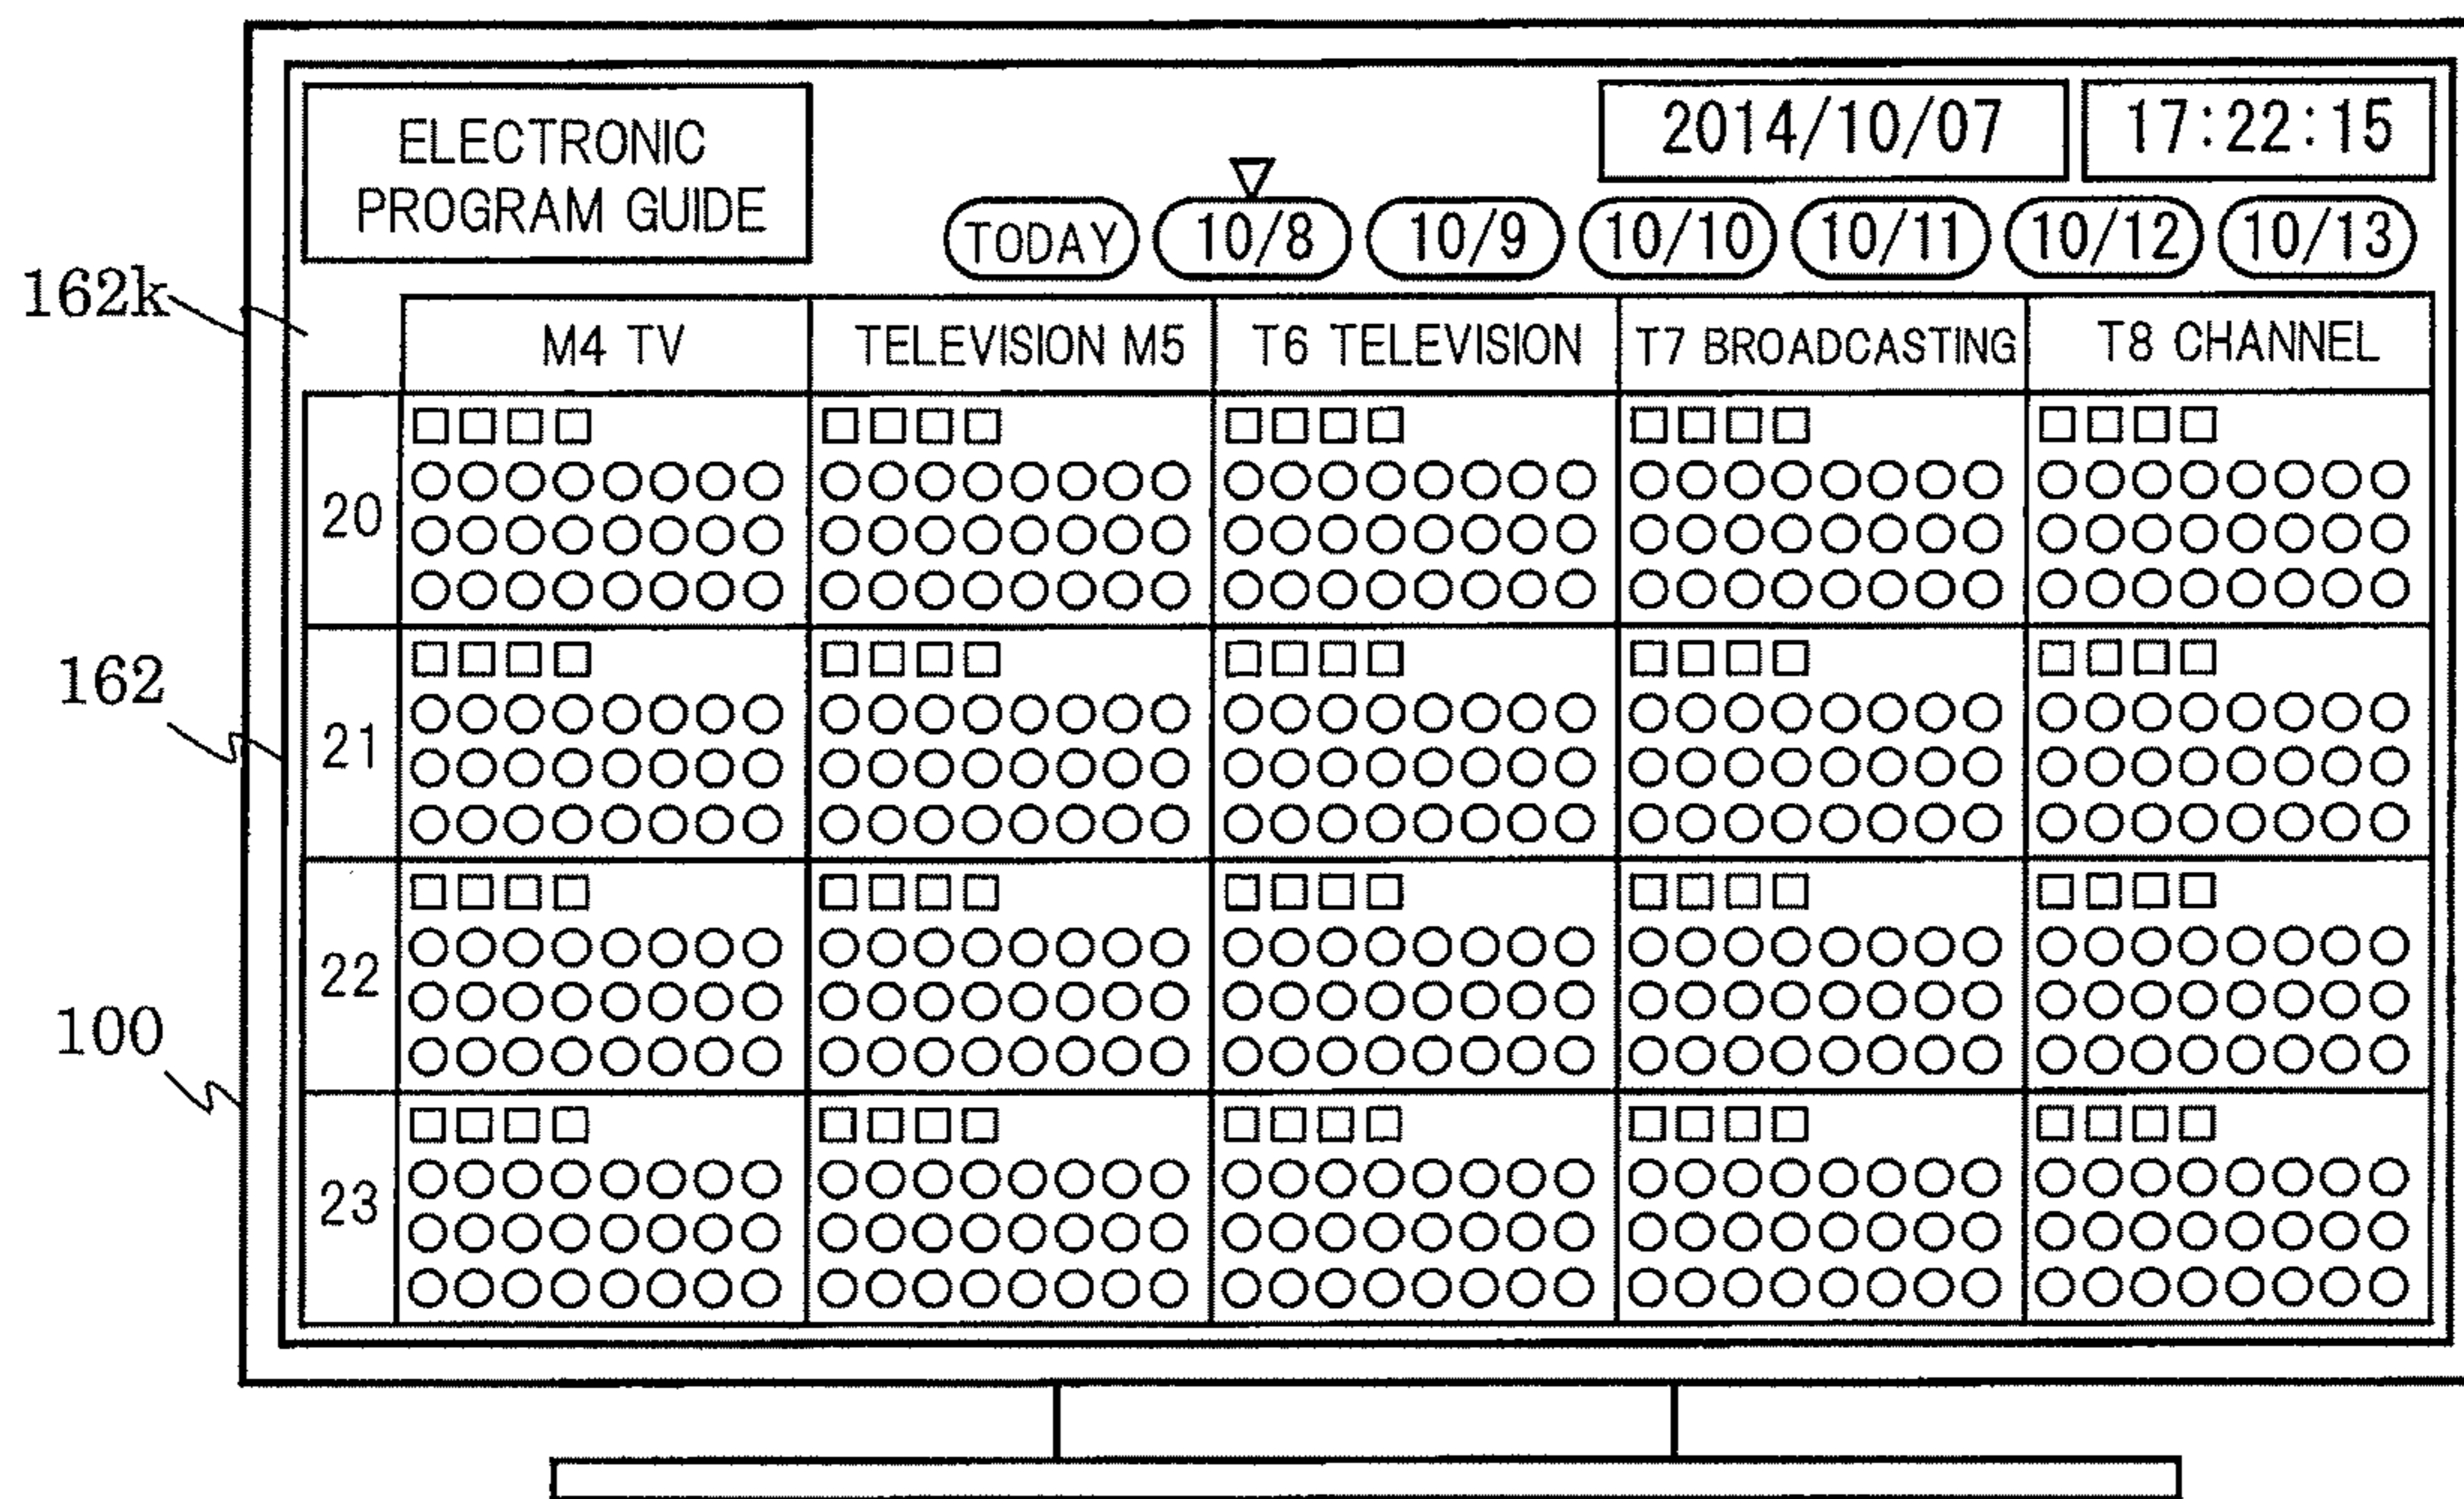 ELECTRONIC
PROGRAM GUIDE
2014/10/07
17:22:15
TODAY 10/8 10/9 10/10 10/11 10/12 10/13
162k
M4 TV TELEVISION M5 T6 TELEVISION T7 BROADCASTING T8 CHANNEL
□□□□ □□□□ □□□□ □□□□ □□□□
○○○○○○○○ ○○○○○○○○ ○○○○○○○○ ○○○○○○○○ ○○○○○○○○
20
○○○○○○○○ ○○○○○○○○ ○○○○○○○○ ○○○○○○○○ ○○○○○○○○
○○○○○○○○ ○○○○○○○○ ○○○○○○○○ ○○○○○○○○ ○○○○○○○○
□□□□ □□□□ □□□□ □□□□ □□□□
162
○○○○○○○○ ○○○○○○○○ ○○○○○○○○ ○○○○○○○○ ○○○○○○○○
21
○○○○○○○○ ○○○○○○○○ ○○○○○○○○ ○○○○○○○○ ○○○○○○○○
○○○○○○○○ ○○○○○○○○ ○○○○○○○○ ○○○○○○○○ ○○○○○○○○
□□□□ □□□□ □□□□ □□□□ □□□□
○○○○○○○○ ○○○○○○○○ ○○○○○○○○ ○○○○○○○○ ○○○○○○○○
22
○○○○○○○○ ○○○○○○○○ ○○○○○○○○ ○○○○○○○○ ○○○○○○○○
100
○○○○○○○○ ○○○○○○○○ ○○○○○○○○ ○○○○○○○○ ○○○○○○○○
□□□□ □□□□ □□□□ □□□□ □□□□
○○○○○○○○ ○○○○○○○○ ○○○○○○○○ ○○○○○○○○ ○○○○○○○○
23
○○○○○○○○ ○○○○○○○○ ○○○○○○○○ ○○○○○○○○ ○○○○○○○○
○○○○○○○○ ○○○○○○○○ ○○○○○○○○ ○○○○○○○○ ○○○○○○○○